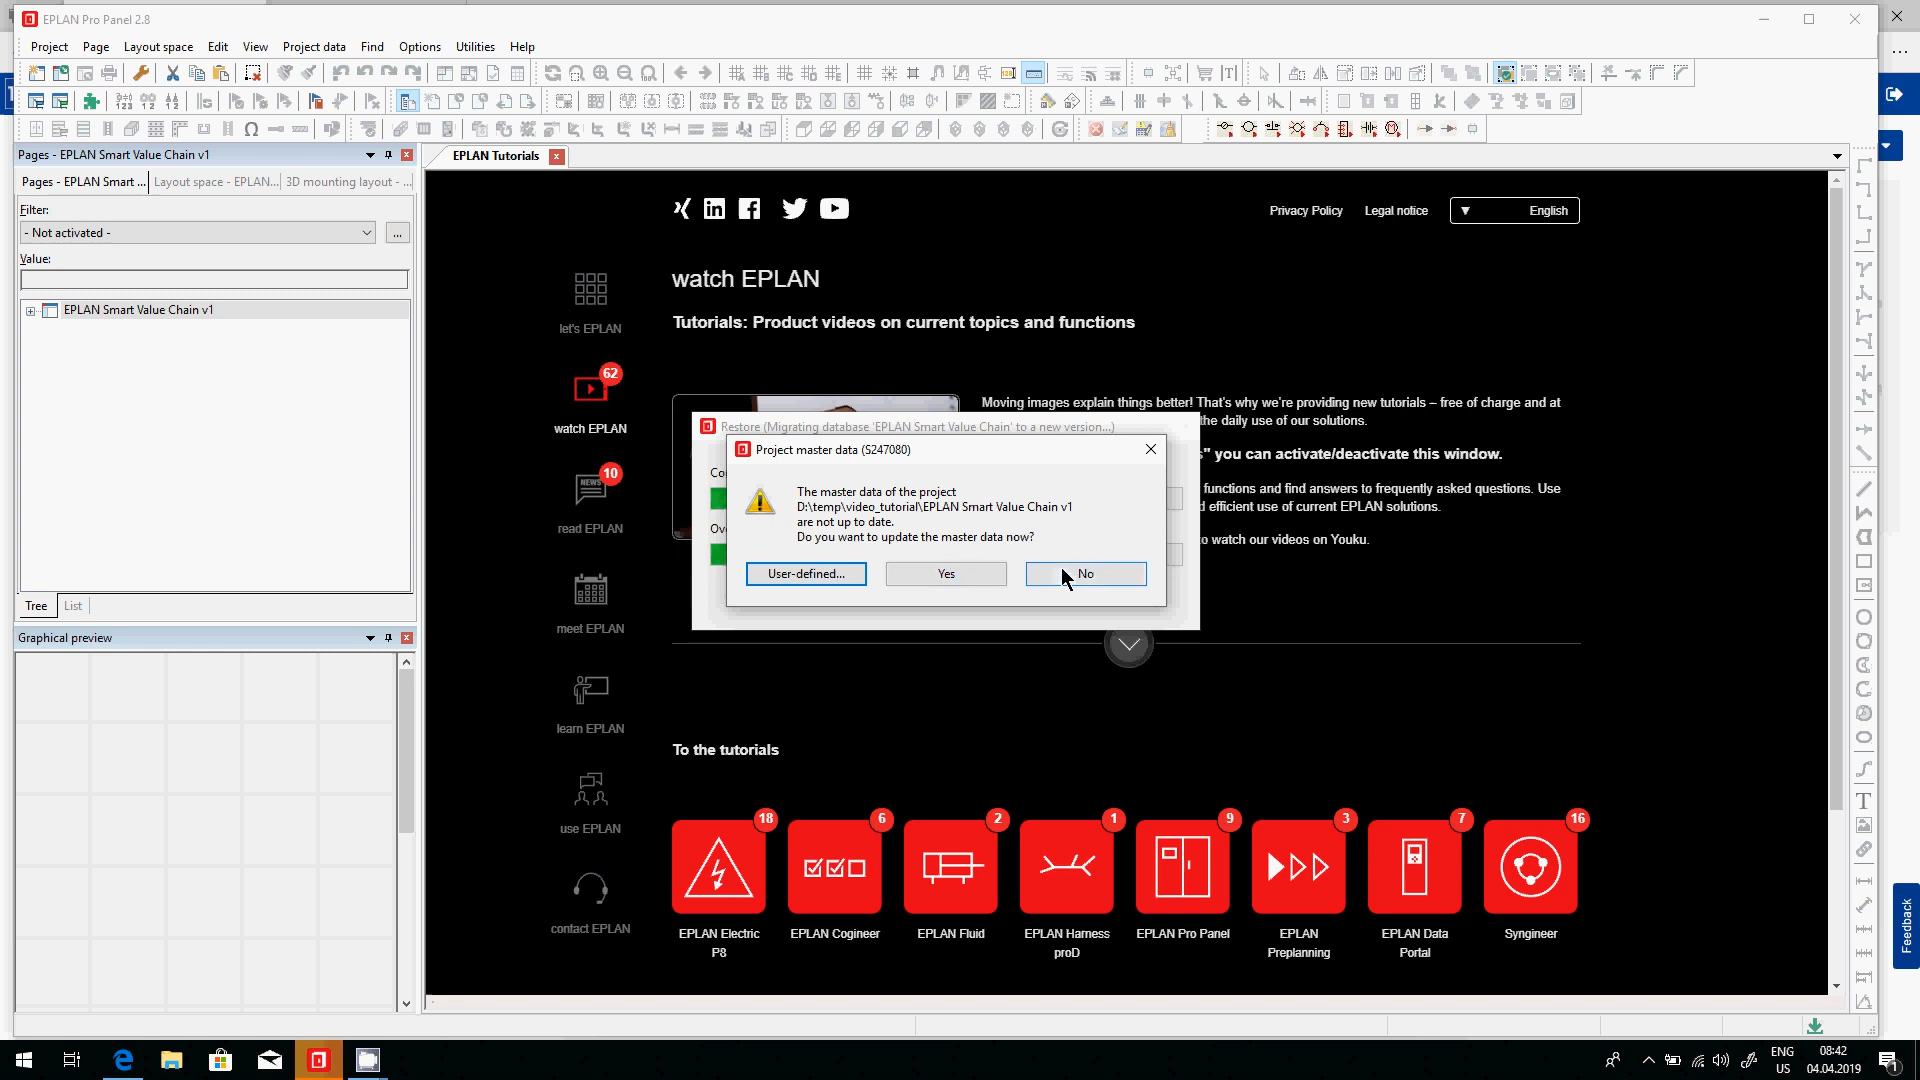 EPLAN Pro Panel 2.8
Project Page Layout space Edit View Project data Find Options Utilities Help
Pages - EPLAN Smart Value Chain v1
Pages - EPLAN Smart ... Layout space - EPLAN... 3D mounting layout - ...
Filter:
- Not activated -
...
Value:
EPLAN Smart Value Chain v1
Tree List
Graphical preview
EPLAN Tutorials
Privacy Policy Legal notice English
watch EPLAN
Tutorials: Product videos on current topics and functions
let's EPLAN
62
watch EPLAN
10
NEWS
read EPLAN
meet EPLAN
learn EPLAN
use EPLAN
contact EPLAN
Moving images explain things better! That's why we're providing new tutorials – free of charge and at
the daily use of our solutions.
" you can activate/deactivate this window.
functions and find answers to frequently asked questions. Use
efficient use of current EPLAN solutions.
to watch our videos on Youku.
Restore (Migrating database 'EPLAN Smart Value Chain' to a new version...)
Co
Ov
Project master data (S247080)
The master data of the project
D:\temp\video_tutorial\EPLAN Smart Value Chain v1
are not up to date.
Do you want to update the master data now?
User-defined... Yes No
To the tutorials
18 6 2 1 9 3 7 16
EPLAN Electric P8
EPLAN Cogineer
EPLAN Fluid
EPLAN Harness proD
EPLAN Pro Panel
EPLAN Preplanning
EPLAN Data Portal
Syngineer
Feedback
ENG
US
08:42
04.04.2019
1